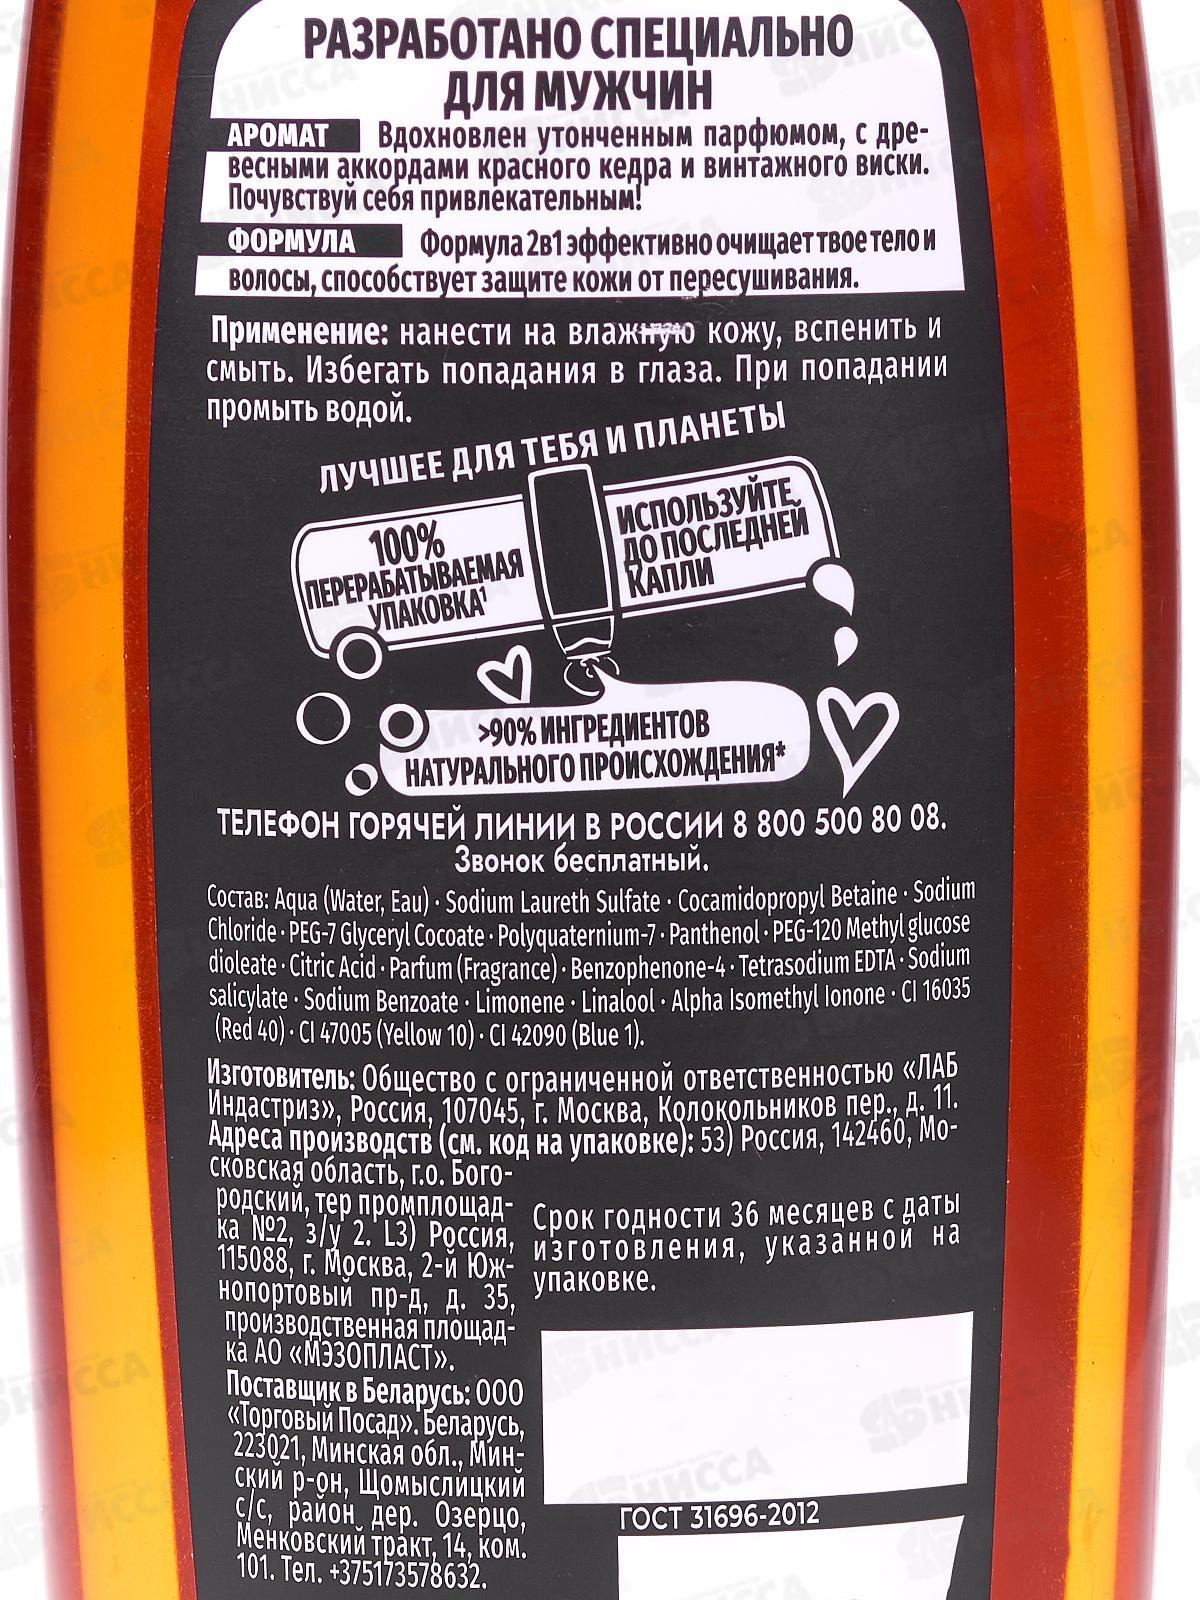 РАЗРАБОТАНО СПЕЦИАЛЬНО
ДЛЯ МУЖЧИН
АРОМАТ Вдохновлен утонченным парфюмом, с дре-
весными аккордами красного кедра и винтажного виски.
Почувствуй себя привлекательным!
ФОРМУЛА Формула 2в1 эффективно очищает твое тело и
волосы, способствует защите кожи от пересушивания.
Применение: нанести на влажную кожу, вспенить и
смыть. Избегать попадания в глаза. При попадании
промыть водой.
ЛУЧШЕЕ ДЛЯ ТЕБЯ И ПЛАНЕТЫ
100%
ПЕРЕРАБАТЫВАЕМАЯ
УПАКОВКА¹
ИСПОЛЬЗУЙТЕ
ДО ПОСЛЕДНЕЙ
КАПЛИ
>90% ИНГРЕДИЕНТОВ
НАТУРАЛЬНОГО ПРОИСХОЖДЕНИЯ*
ТЕЛЕФОН ГОРЯЧЕЙ ЛИНИИ В РОССИИ 8 800 500 80 08.
Звонок бесплатный.
Состав: Aqua (Water, Eau) · Sodium Laureth Sulfate · Cocamidopropyl Betaine · Sodium
Chloride · PEG-7 Glyceryl Cocoate · Polyquaternium-7 · Panthenol · PEG-120 Methyl glucose
dioleate · Citric Acid · Parfum (Fragrance) · Benzophenone-4 · Tetrasodium EDTA · Sodium
salicylate · Sodium Benzoate · Limonene · Linalool · Alpha Isomethyl Ionone · CI 16035
(Red 40) · CI 47005 (Yellow 10) · CI 42090 (Blue 1).
Изготовитель: Общество с ограниченной ответственностью «ЛАБ
Индастриз», Россия, 107045, г. Москва, Колокольников пер., д. 11.
Адреса производств (см. код на упаковке): 53) Россия, 142460, Мо-
сковская область, г.о. Бого-
родский, тер промплощад-
ка №2, з/у 2. L3) Россия,
115088, г. Москва, 2-й Юж-
нопортовый пр-д, д. 35,
производственная площад-
ка АО «МЭЗОПЛАСТ».
Поставщик в Беларусь: ООО
«Торговый Посад». Беларусь,
223021, Минская обл., Мин-
ский р-он, Щомыслицкий
с/с, район дер. Озерцо,
Менковский тракт, 14, ком.
101. Тел. +375173578632.
Срок годности 36 месяцев с даты
изготовления, указанной на
упаковке.
ГОСТ 31696-2012
НИССА